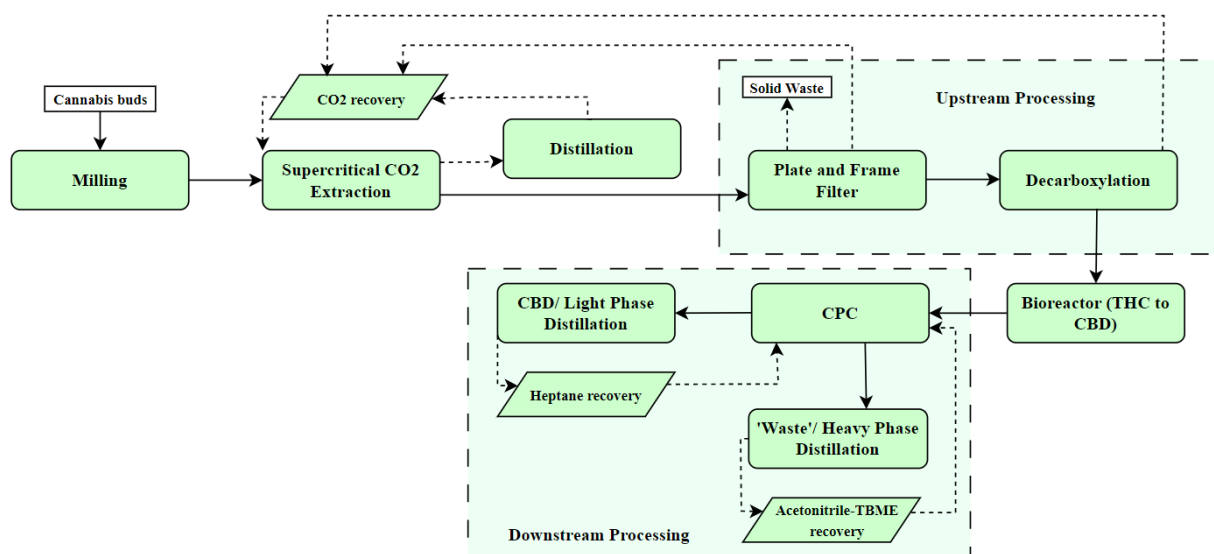 Cannabis buds
CO2 recovery
Solid Waste
Upstream Processing
Milling
Supercritical CO2
Extraction
Distillation
Plate and Frame
Filter
Decarboxylation
CBD/ Light Phase
Distillation
CPC
Bioreactor (THC to
CBD)
Heptane recovery
'Waste'/ Heavy Phase
Distillation
Acetonitrile-TBME
recovery
Downstream Processing